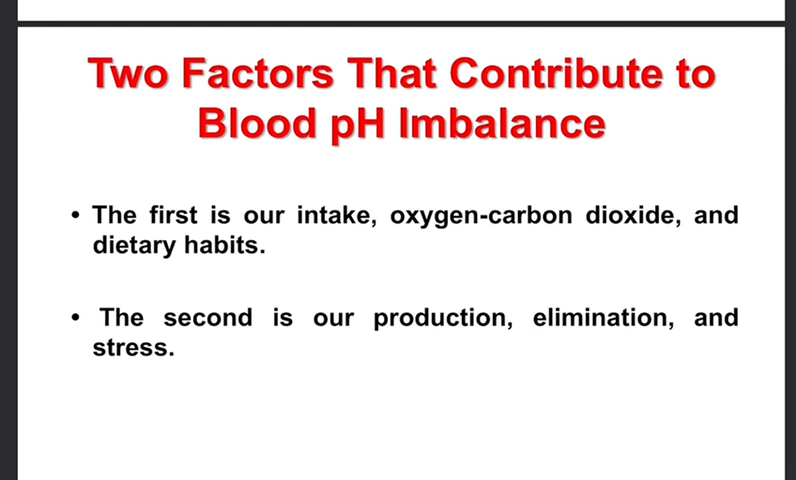 Two Factors That Contribute to
Blood pH Imbalance
• The first is our intake, oxygen-carbon dioxide, and
dietary habits.
• The second is our production, elimination, and
stress.